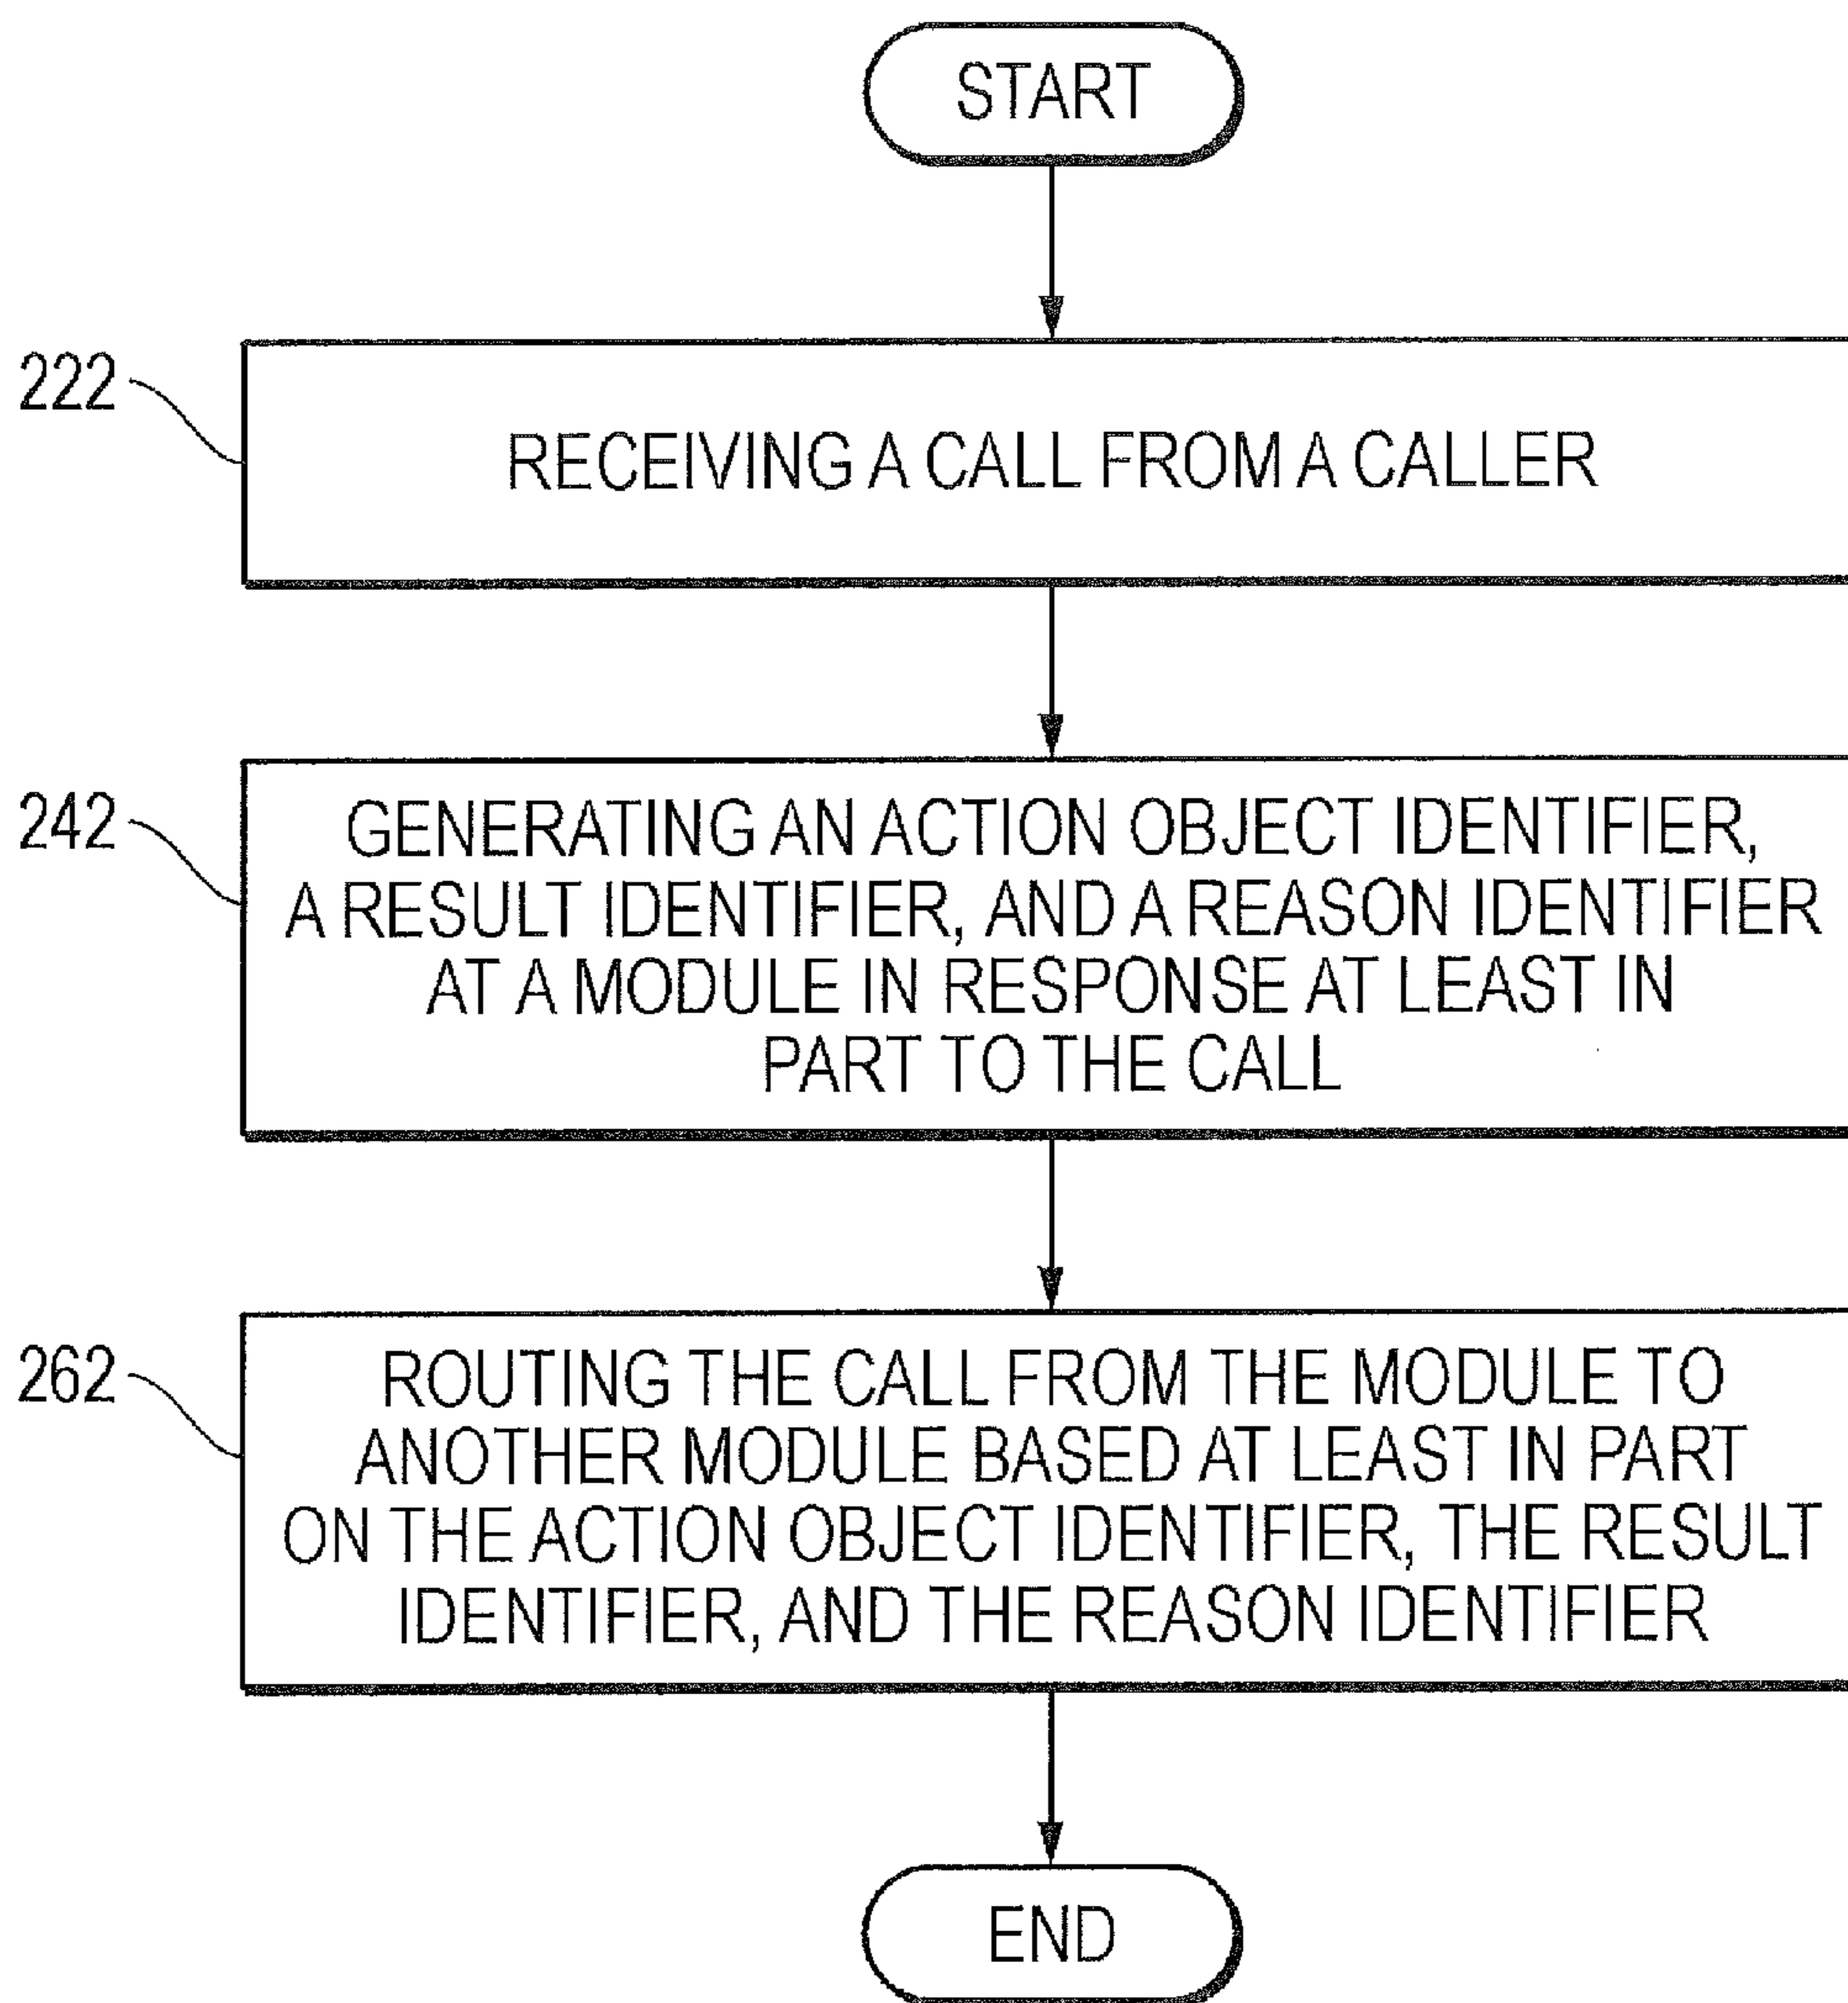 START
222
RECEIVING A CALL FROM A CALLER
242
GENERATING AN ACTION OBJECT IDENTIFIER,
A RESULT IDENTIFIER, AND A REASON IDENTIFIER
AT A MODULE IN RESPONSE AT LEAST IN
PART TO THE CALL
262
ROUTING THE CALL FROM THE MODULE TO
ANOTHER MODULE BASED AT LEAST IN PART
ON THE ACTION OBJECT IDENTIFIER, THE RESULT
IDENTIFIER, AND THE REASON IDENTIFIER
END